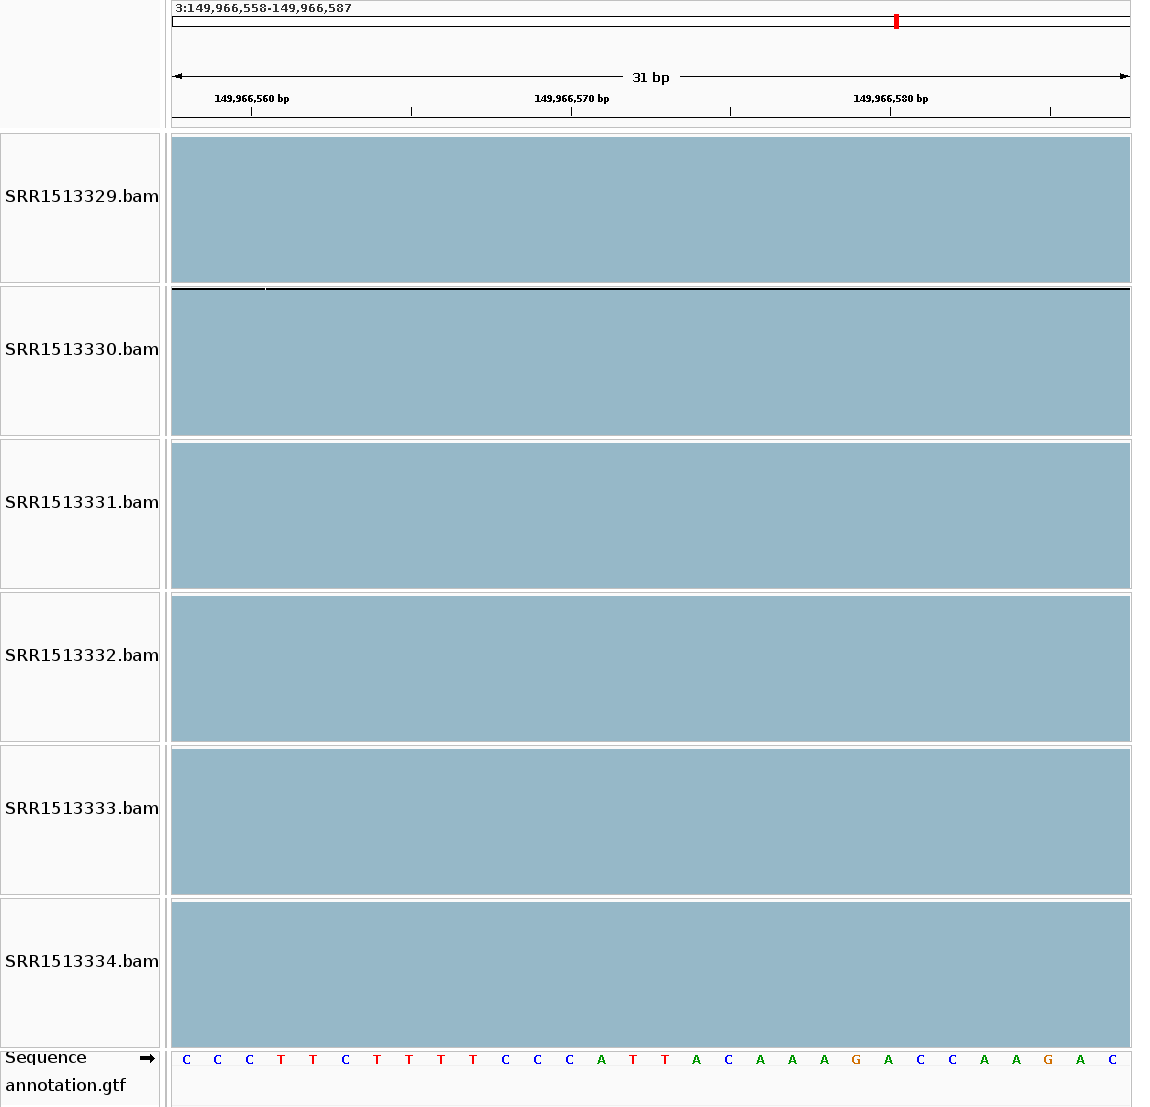 3:149,966,558-149,966,587
31 bp
149,966,560 bp 149,966,570 bp 149,966,580 bp
SRR1513329.bam
SRR1513330.bam
SRR1513331.bam
SRR1513332.bam
SRR1513333.bam
SRR1513334.bam
Sequence C C C T T C T T T T C C C A T T A C A A A G A C C A A G A C
annotation.gtf